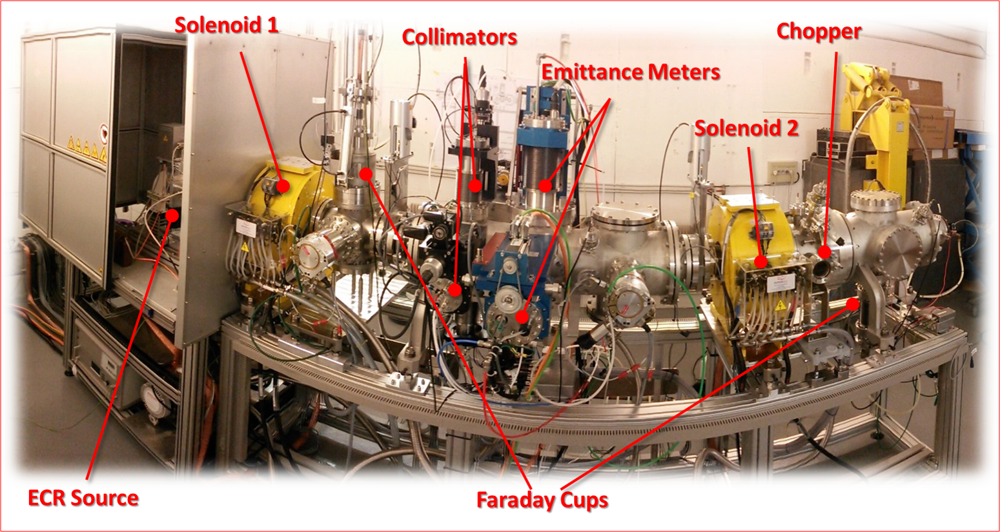 Solenoid 1
Collimators
Chopper
Emittance Meters
Solenoid 2
ECR Source
Faraday Cups